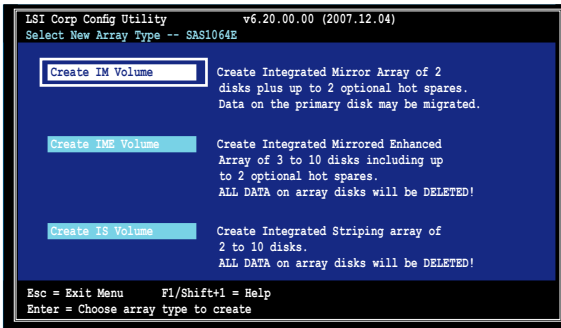 LSI Corp Config Utility v6.20.00.00 (2007.12.04)
Select New Array Type -- SAS1064E
Create IM Volume
Create Integrated Mirror Array of 2
disks plus up to 2 optional hot spares.
Data on the primary disk may be migrated.
Create IME Volume
Create Integrated Mirrored Enhanced
Array of 3 to 10 disks including up
to 2 optional hot spares.
ALL DATA on array disks will be DELETED!
Create IS Volume
Create Integrated Striping array of
2 to 10 disks.
ALL DATA on array disks will be DELETED!
Esc = Exit Menu F1/Shift+1 = Help
Enter = Choose array type to create